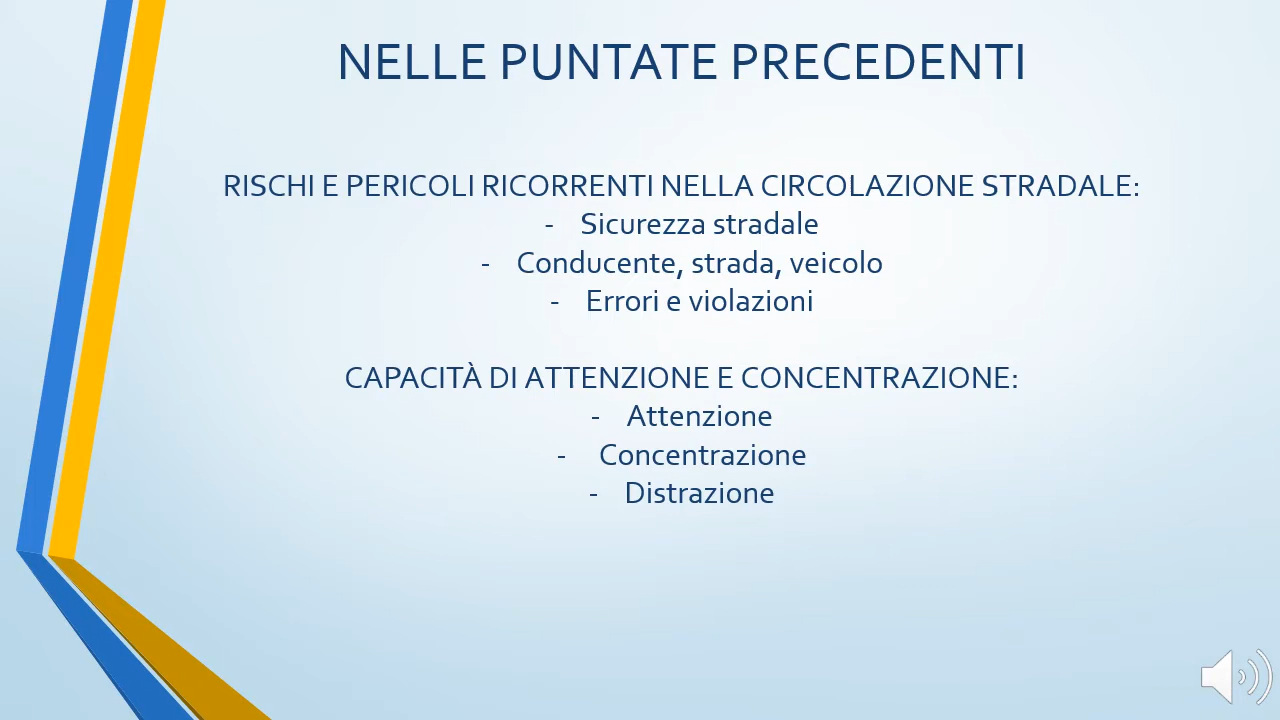 NELLE PUNTATE PRECEDENTI
RISCHI E PERICOLI RICORRENTI NELLA CIRCOLAZIONE STRADALE:
- Sicurezza stradale
- Conducente, strada, veicolo
- Errori e violazioni
CAPACITÀ DI ATTENZIONE E CONCENTRAZIONE:
- Attenzione
- Concentrazione
- Distrazione